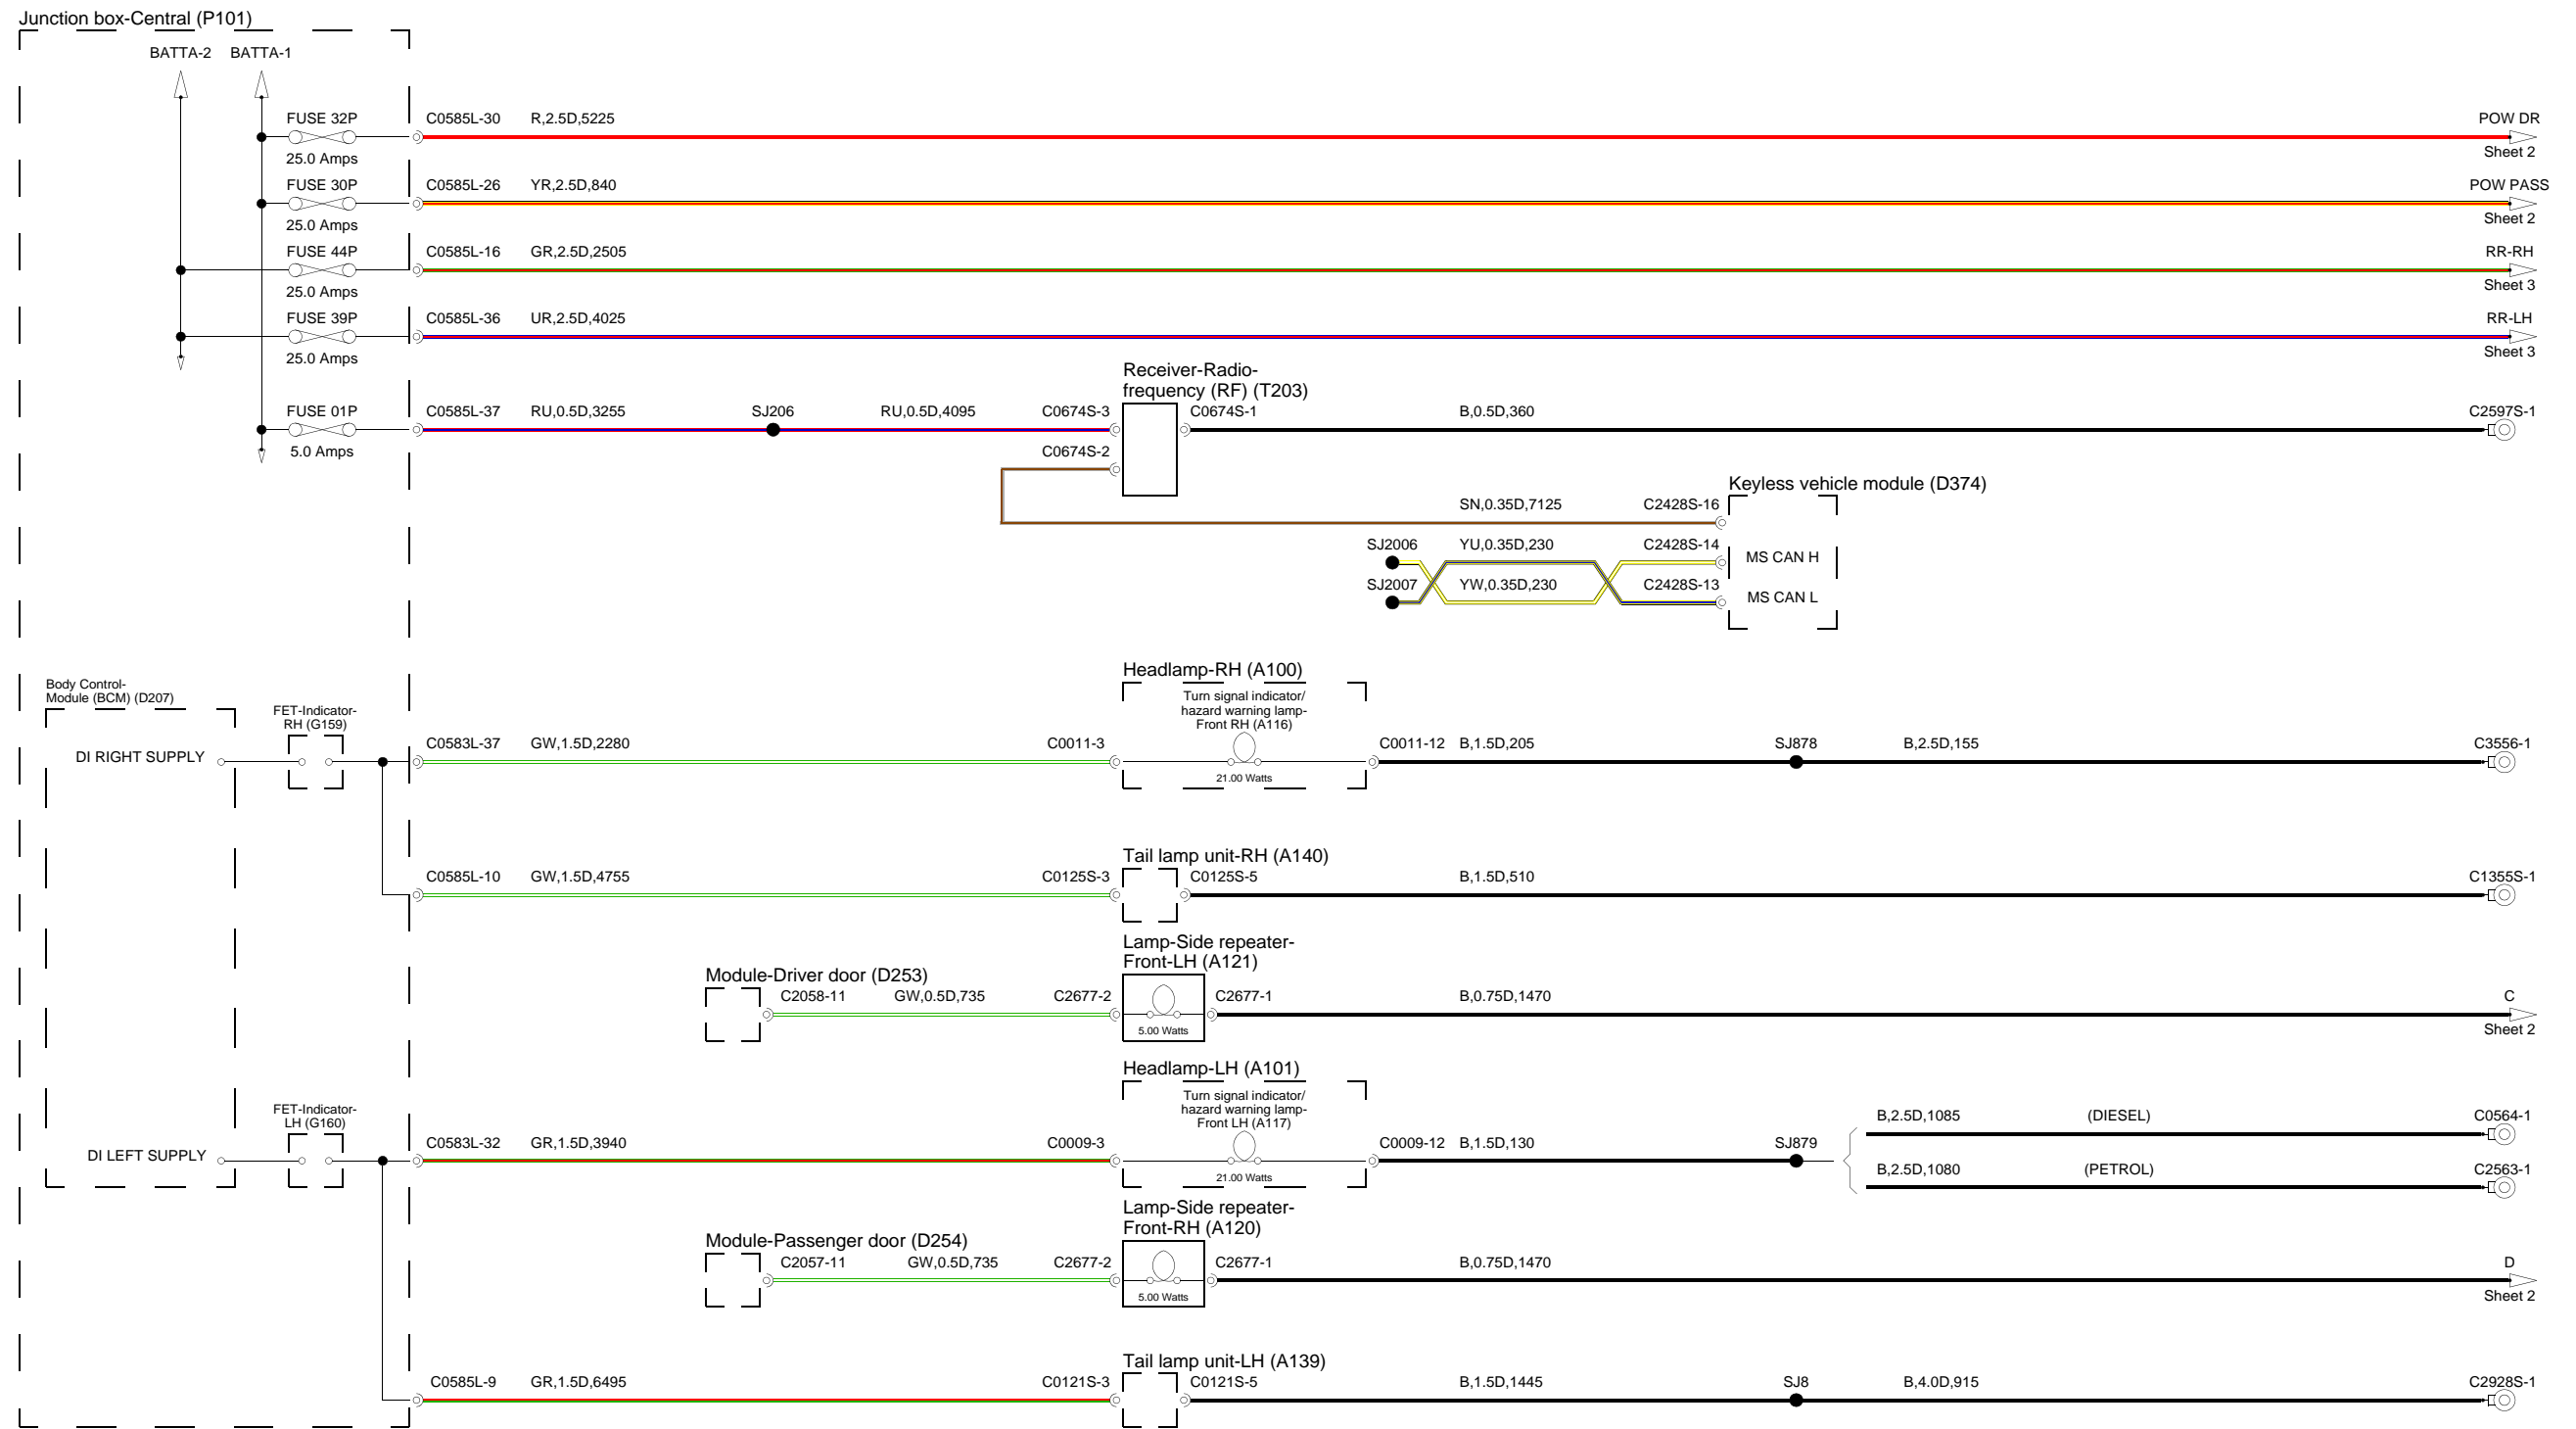 Junction box-Central (P101)
BATTA-2 BATTA-1
FUSE 32P C0585L-30 R,2.5D,5225 POW DR
25.0 Amps Sheet 2
FUSE 30P C0585L-26 YR,2.5D,840 POW PASS
25.0 Amps Sheet 2
FUSE 44P C0585L-16 GR,2.5D,2505 RR-RH
25.0 Amps Sheet 3
FUSE 39P C0585L-36 UR,2.5D,4025 RR-LH
25.0 Amps Sheet 3
Receiver-Radio-
frequency (RF) (T203)
FUSE 01P C0585L-37 RU,0.5D,3255 SJ206 RU,0.5D,4095 C0674S-3 C0674S-1 B,0.5D,360 C2597S-1
5.0 Amps C0674S-2
Keyless vehicle module (D374)
SN,0.35D,7125 C2428S-16
SJ2006 YU,0.35D,230 C2428S-14 MS CAN H
SJ2007 YW,0.35D,230 C2428S-13 MS CAN L
Headlamp-RH (A100)
Body Control-
Module (BCM) (D207)
Turn signal indicator/
hazard warning lamp-
Front RH (A116)
FET-Indicator-
RH (G159)
DI RIGHT SUPPLY C0583L-37 GW,1.5D,2280 C0011-3 C0011-12 B,1.5D,205 SJ878 B,2.5D,155 C3556-1
21.00 Watts
Tail lamp unit-RH (A140)
C0585L-10 GW,1.5D,4755 C0125S-3 C0125S-5 B,1.5D,510 C1355S-1
Lamp-Side repeater-
Front-LH (A121)
Module-Driver door (D253)
C2058-11 GW,0.5D,735 C2677-2 C2677-1 B,0.75D,1470 C
5.00 Watts Sheet 2
Headlamp-LH (A101)
Turn signal indicator/
hazard warning lamp-
Front LH (A117)
FET-Indicator-
LH (G160)
B,2.5D,1085 (DIESEL) C0564-1
DI LEFT SUPPLY C0583L-32 GR,1.5D,3940 C0009-3 C0009-12 B,1.5D,130 SJ879
21.00 Watts B,2.5D,1080 (PETROL) C2563-1
Lamp-Side repeater-
Front-RH (A120)
Module-Passenger door (D254)
C2057-11 GW,0.5D,735 C2677-2 C2677-1 B,0.75D,1470 D
5.00 Watts Sheet 2
Tail lamp unit-LH (A139)
C0585L-9 GR,1.5D,6495 C0121S-3 C0121S-5 B,1.5D,1445 SJ8 B,4.0D,915 C2928S-1